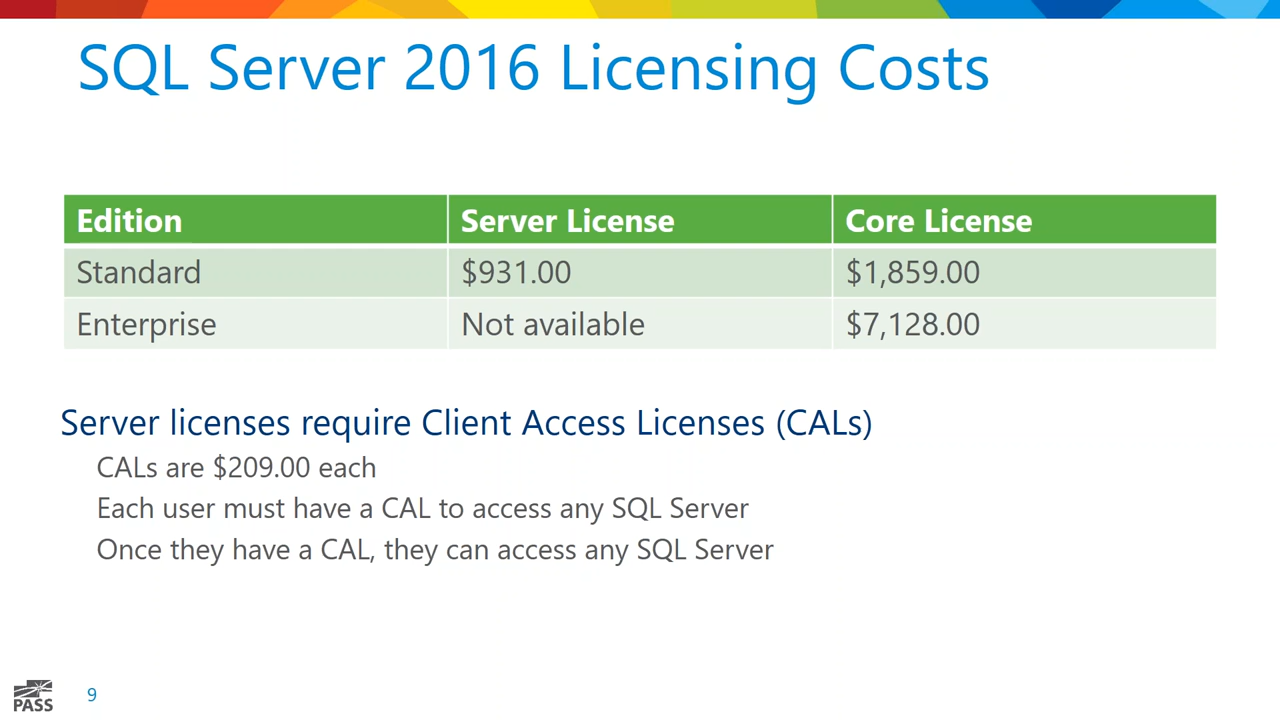 SQL Server 2016 Licensing Costs
Edition Server License Core License
Standard $931.00 $1,859.00
Enterprise Not available $7,128.00
Server licenses require Client Access Licenses (CALs)
CALs are $209.00 each
Each user must have a CAL to access any SQL Server
Once they have a CAL, they can access any SQL Server
PASS
9